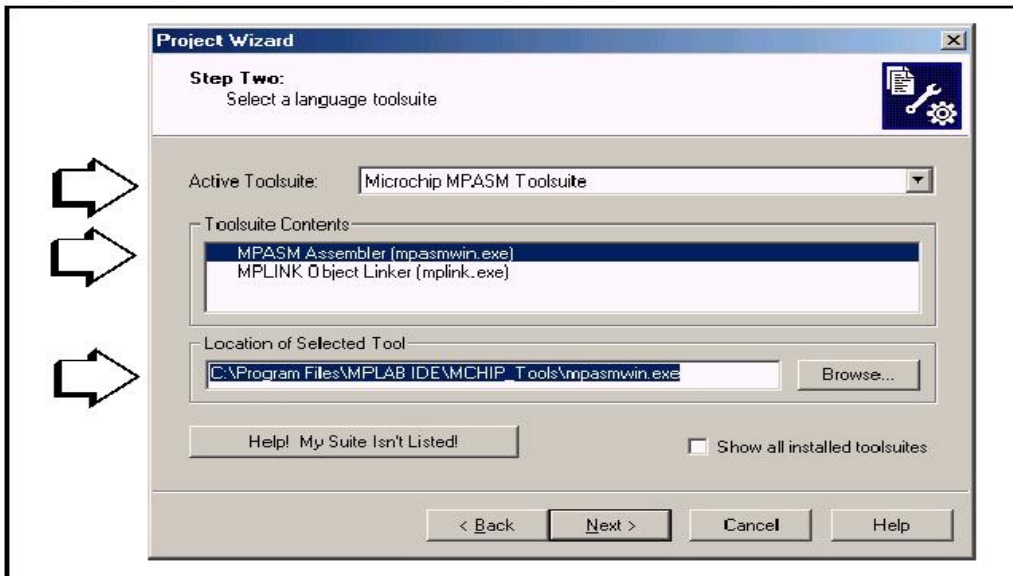 Project Wizard
Step Two:
Select a language toolsuite
Active Toolsuite: Microchip MPASM Toolsuite
Toolsuite Contents
MPASM Assembler (mpasmwin.exe)
MPLINK Object Linker (mplink.exe)
Location of Selected Tool
C:\Program Files\MPLAB IDE\MCHIP_Tools\mpasmwin.exe Browse...
Help! My Suite Isn't Listed! Show all installed toolsuites
< Back Next > Cancel Help